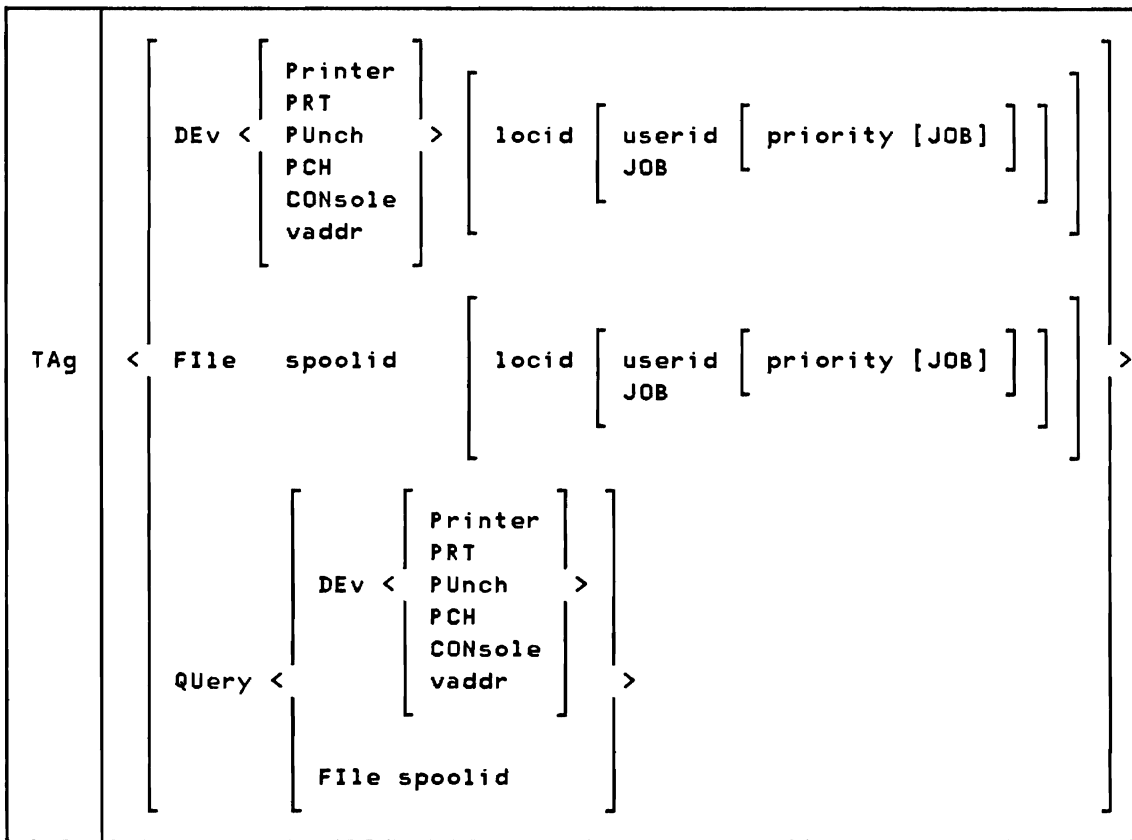 Printer
PRT
DEv < PUnch > locid userid priority [JOB]
PCH JOB
CONsole
vaddr
TAg < FIle spoolid locid userid priority [JOB] >
JOB
Printer
PRT
DEv < PUnch >
PCH
CONsole
QUery < vaddr >
FIle spoolid